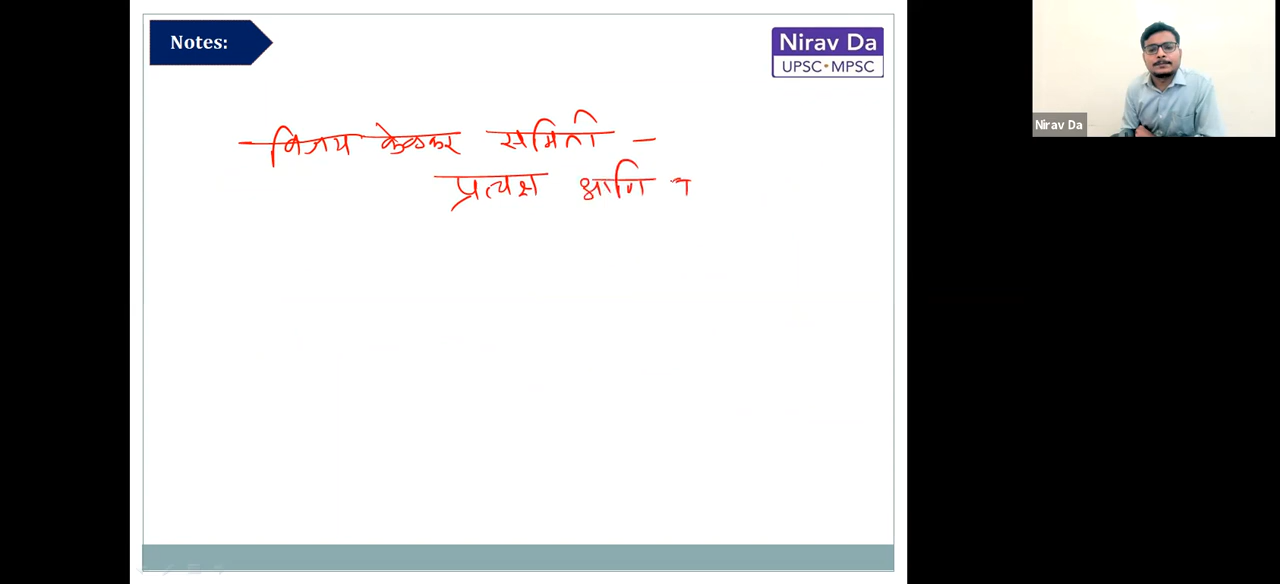 Notes:
Nirav Da
UPSC • MPSC
Nirav Da
- विजय केळकर समिती -
प्रत्यक्ष आणि